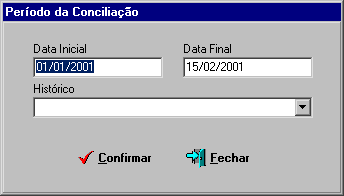 Período da Conciliação
Data Inicial Data Final
01/01/2001 15/02/2001
Histórico
Confirmar Fechar